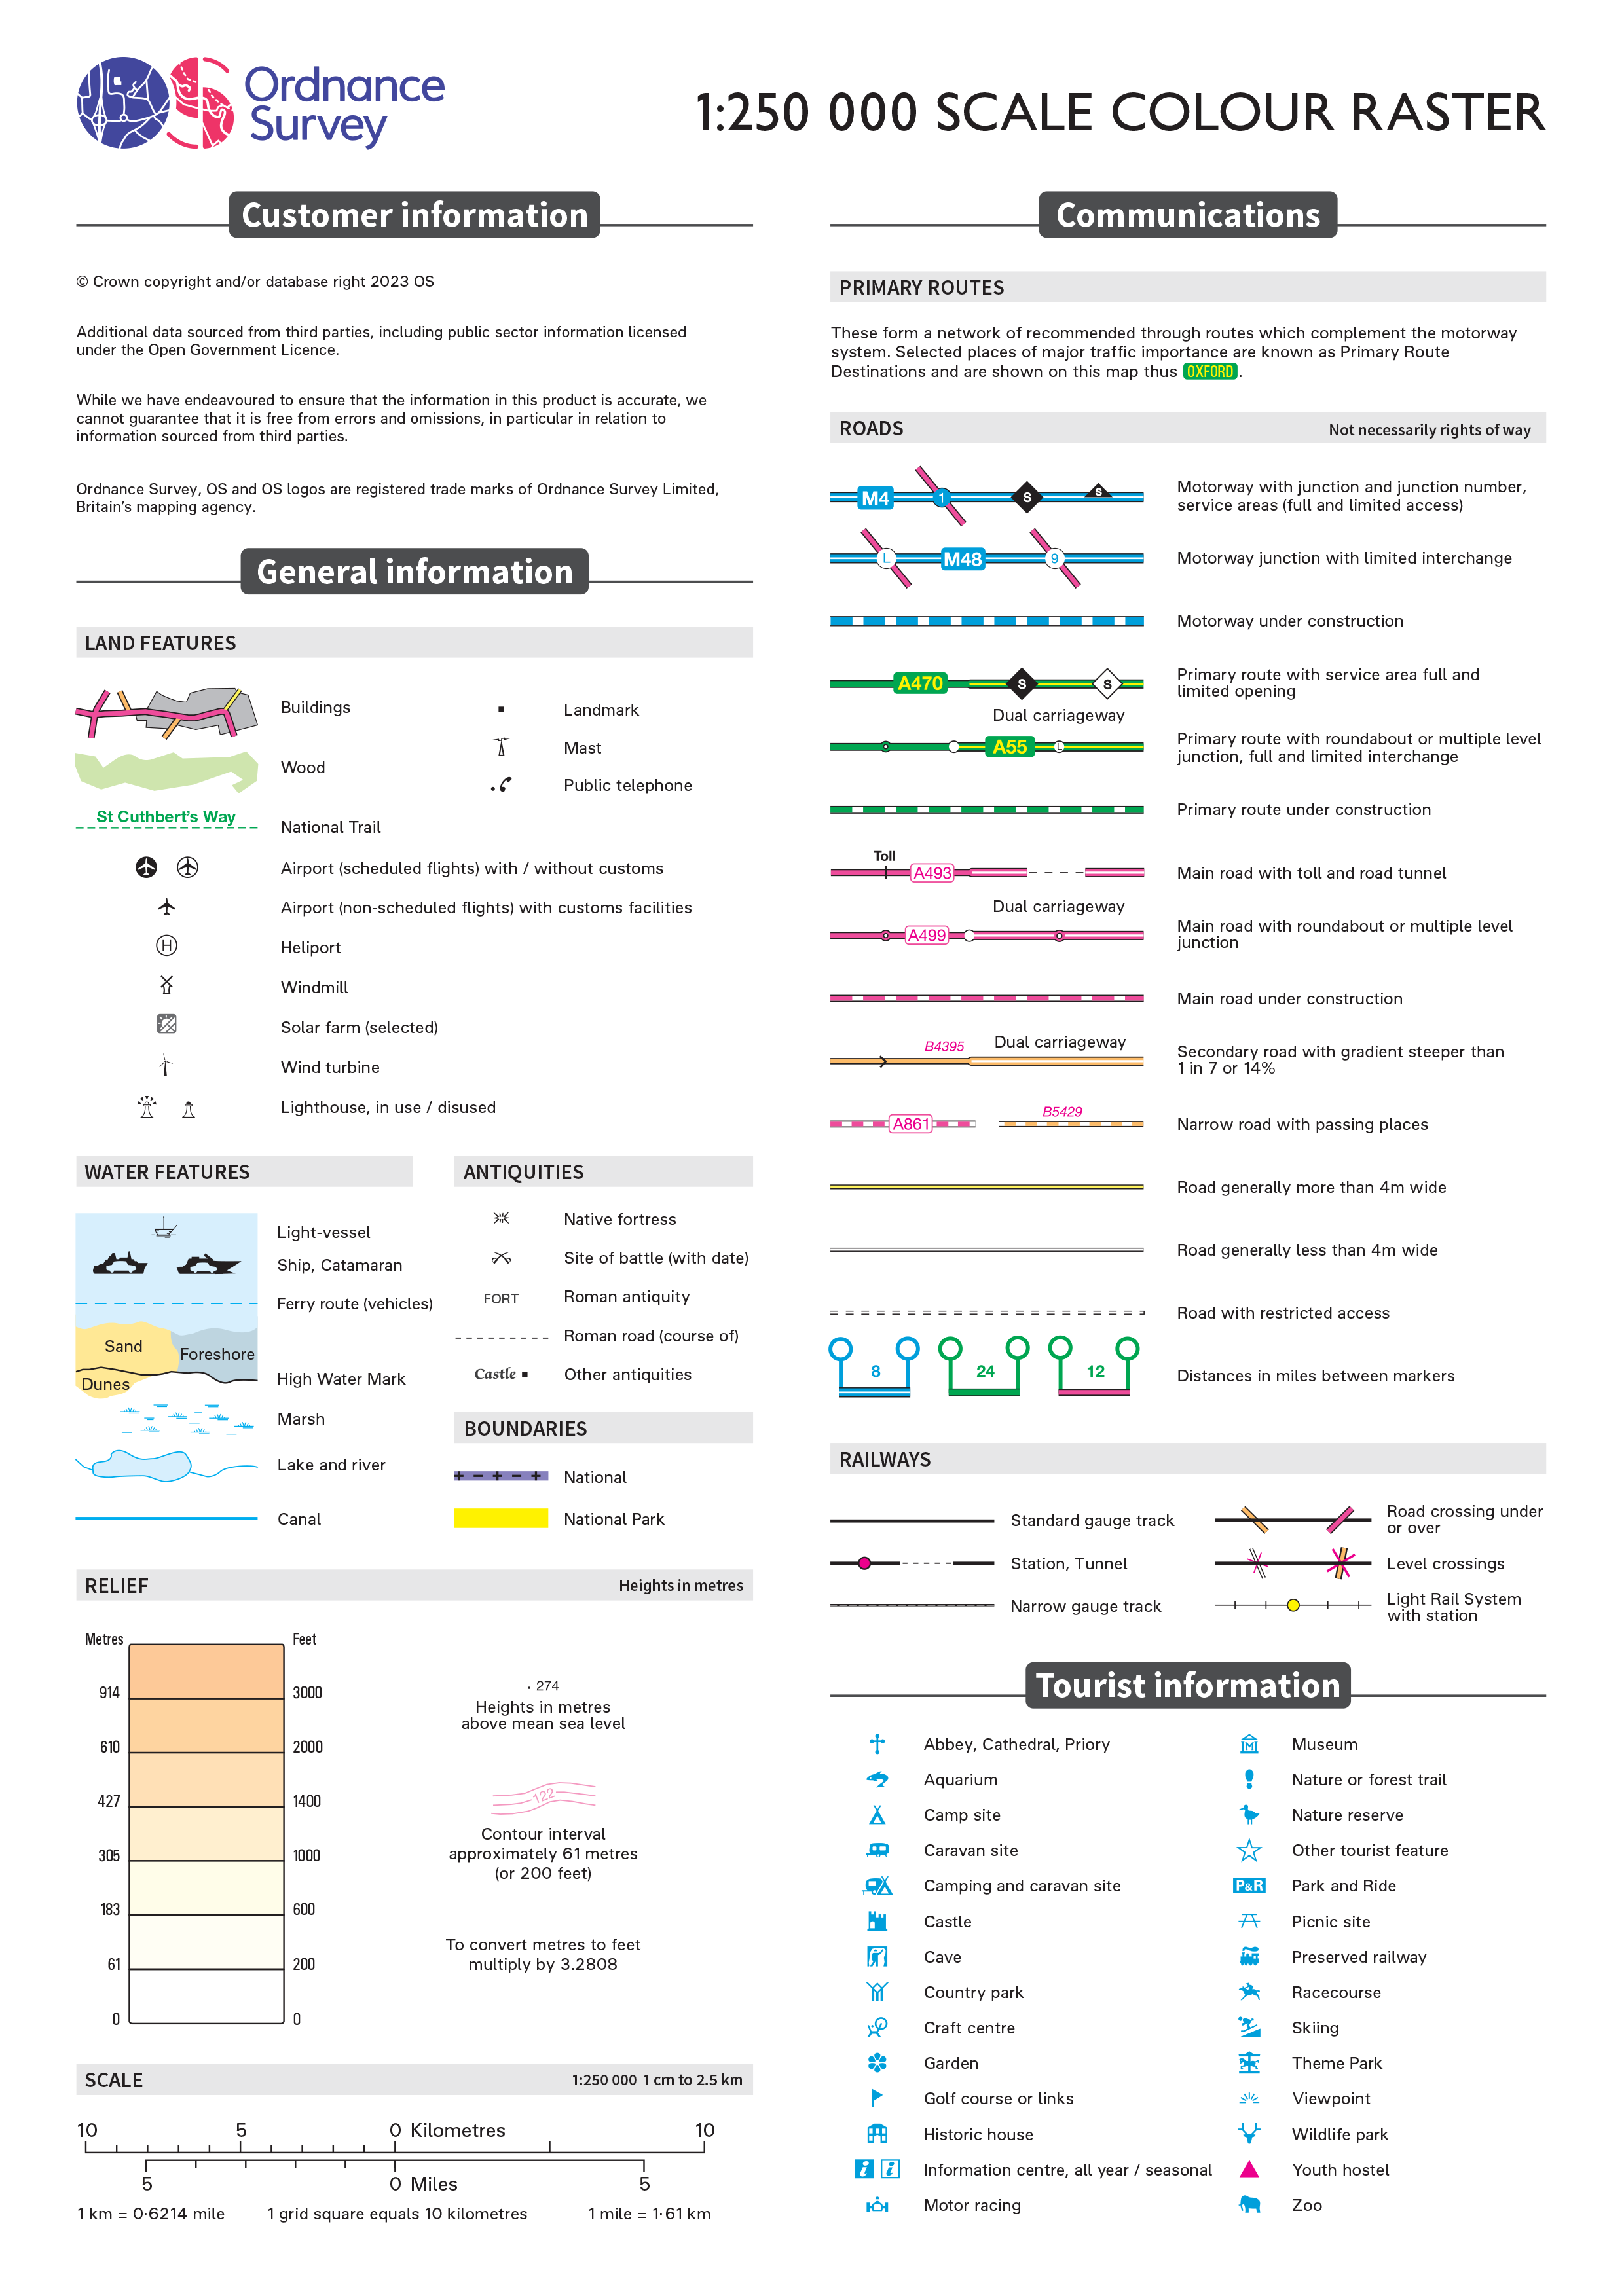 Ordnance
Survey
1:250 000 SCALE COLOUR RASTER
Customer information
© Crown copyright and/or database right 2023 OS
Additional data sourced from third parties, including public sector information licensed
under the Open Government Licence.
While we have endeavoured to ensure that the information in this product is accurate, we
cannot guarantee that it is free from errors and omissions, in particular in relation to
information sourced from third parties.
Ordnance Survey, OS and OS logos are registered trade marks of Ordnance Survey Limited,
Britain's mapping agency.
General information
LAND FEATURES
Buildings
Wood
St Cuthbert's Way
National Trail
Landmark
Mast
Public telephone
Airport (scheduled flights) with / without customs
Airport (non-scheduled flights) with customs facilities
H
Heliport
Windmill
Solar farm (selected)
Wind turbine
Lighthouse, in use / disused
WATER FEATURES
Light-vessel
Ship, Catamaran
Ferry route (vehicles)
Sand
Foreshore
Dunes
High Water Mark
Marsh
Lake and river
Canal
ANTIQUITIES
Native fortress
Site of battle (with date)
FORT
Roman antiquity
Roman road (course of)
Castle
Other antiquities
BOUNDARIES
National
National Park
RELIEF
Heights in metres
Metres
Feet
914
3000
610
2000
427
1400
305
1000
183
600
61
200
0
0
· 274
Heights in metres
above mean sea level
122
Contour interval
approximately 61 metres
(or 200 feet)
To convert metres to feet
multiply by 3.2808
SCALE
1:250 000 1 cm to 2.5 km
10
5
0 Kilometres
10
5
0 Miles
5
1 km = 0·6214 mile
1 grid square equals 10 kilometres
1 mile = 1·61 km
Communications
PRIMARY ROUTES
These form a network of recommended through routes which complement the motorway
system. Selected places of major traffic importance are known as Primary Route
Destinations and are shown on this map thus OXFORD.
ROADS
Not necessarily rights of way
M4
1
S
S
Motorway with junction and junction number,
service areas (full and limited access)
L
M48
9
Motorway junction with limited interchange
Motorway under construction
A470
S
S
Primary route with service area full and
limited opening
Dual carriageway
A55
L
Primary route with roundabout or multiple level
junction, full and limited interchange
Primary route under construction
Toll
A493
Main road with toll and road tunnel
Dual carriageway
A499
Main road with roundabout or multiple level
junction
Main road under construction
B4395
Dual carriageway
Secondary road with gradient steeper than
1 in 7 or 14%
A861
B5429
Narrow road with passing places
Road generally more than 4m wide
Road generally less than 4m wide
Road with restricted access
8
24
12
Distances in miles between markers
RAILWAYS
Standard gauge track
Station, Tunnel
Narrow gauge track
Road crossing under
or over
Level crossings
Light Rail System
with station
Tourist information
Abbey, Cathedral, Priory
Aquarium
Camp site
Caravan site
Camping and caravan site
Castle
Cave
Country park
Craft centre
Garden
Golf course or links
Historic house
i i
Information centre, all year / seasonal
Motor racing
M
Museum
Nature or forest trail
Nature reserve
Other tourist feature
P&R
Park and Ride
Picnic site
Preserved railway
Racecourse
Skiing
Theme Park
Viewpoint
Wildlife park
Youth hostel
Zoo